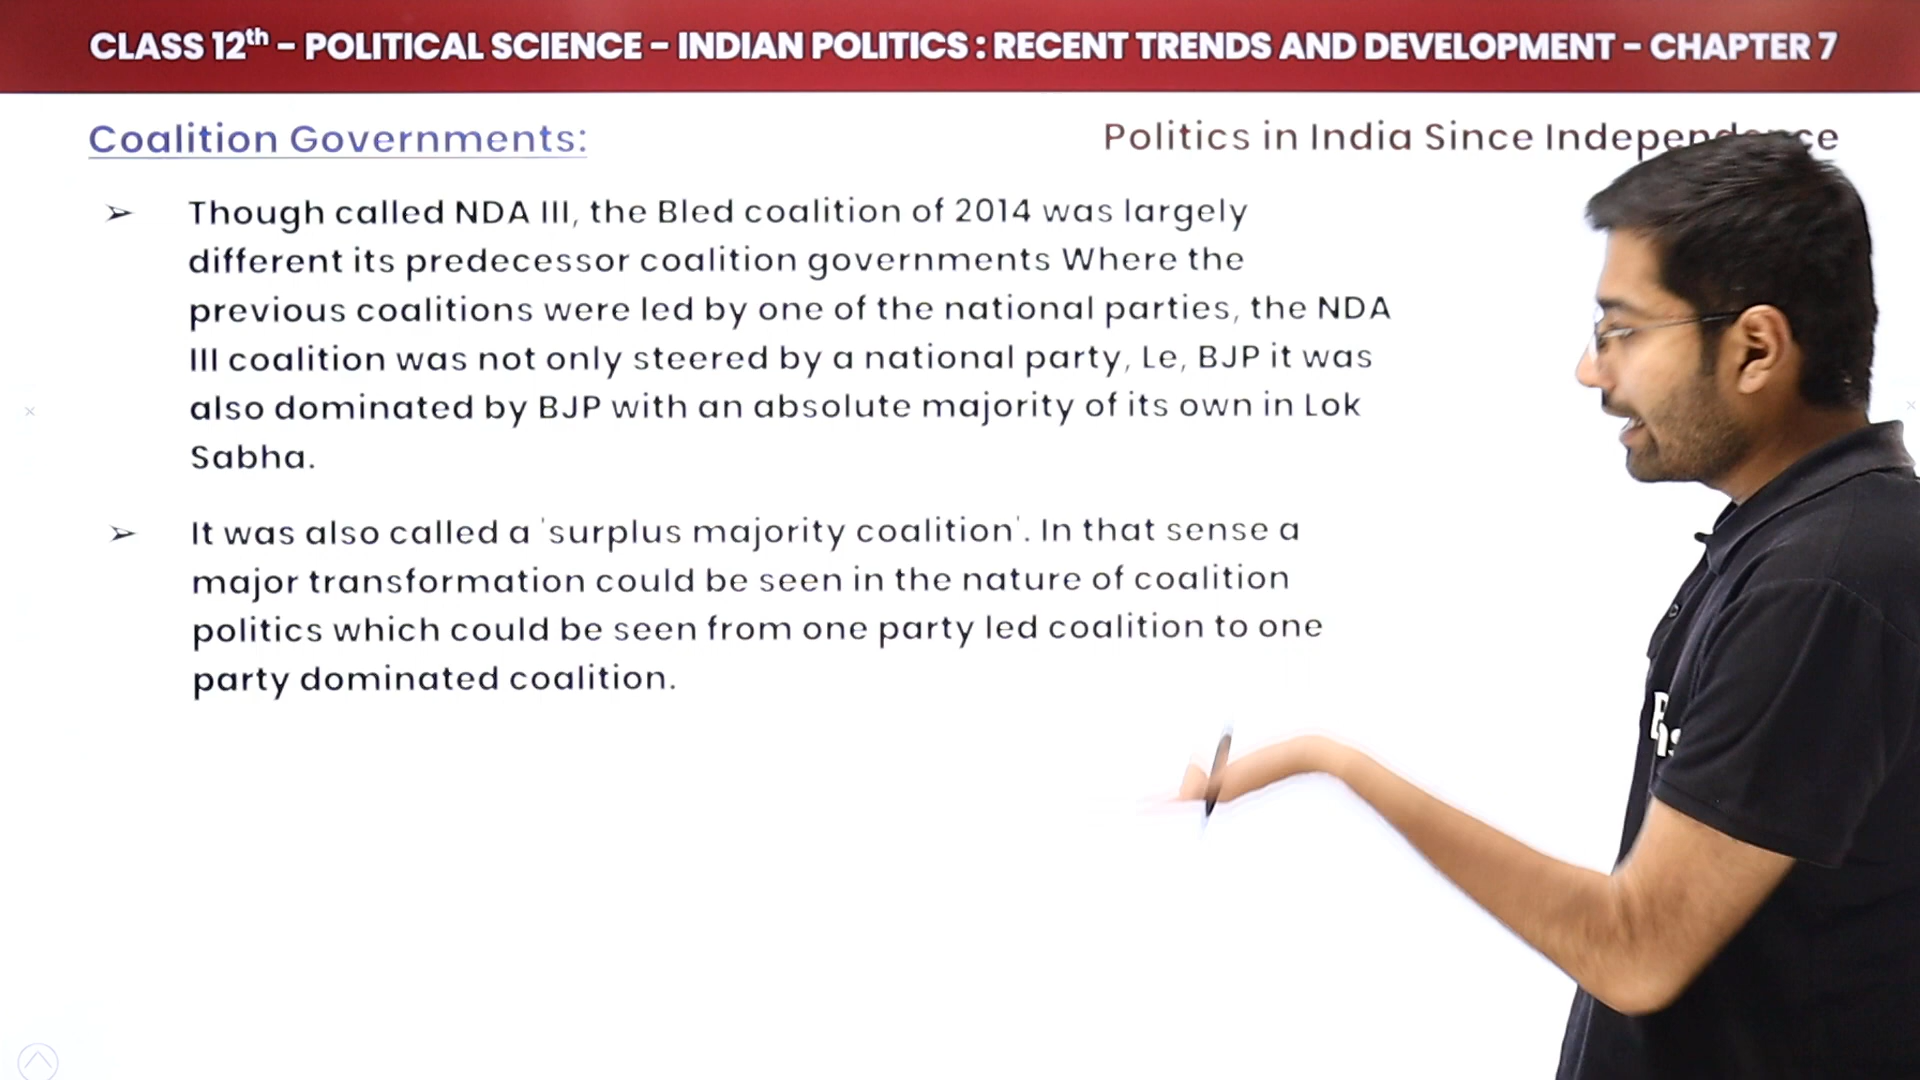 CLASS 12th – POLITICAL SCIENCE – INDIAN POLITICS : RECENT TRENDS AND DEVELOPMENT – CHAPTER 7
Coalition Governments:
Politics in India Since Independence
➢ Though called NDA III, the Bled coalition of 2014 was largely
different its predecessor coalition governments Where the
previous coalitions were led by one of the national parties, the NDA
III coalition was not only steered by a national party, Le, BJP it was
also dominated by BJP with an absolute majority of its own in Lok
Sabha.
➢ It was also called a 'surplus majority coalition'. In that sense a
major transformation could be seen in the nature of coalition
politics which could be seen from one party led coalition to one
party dominated coalition.